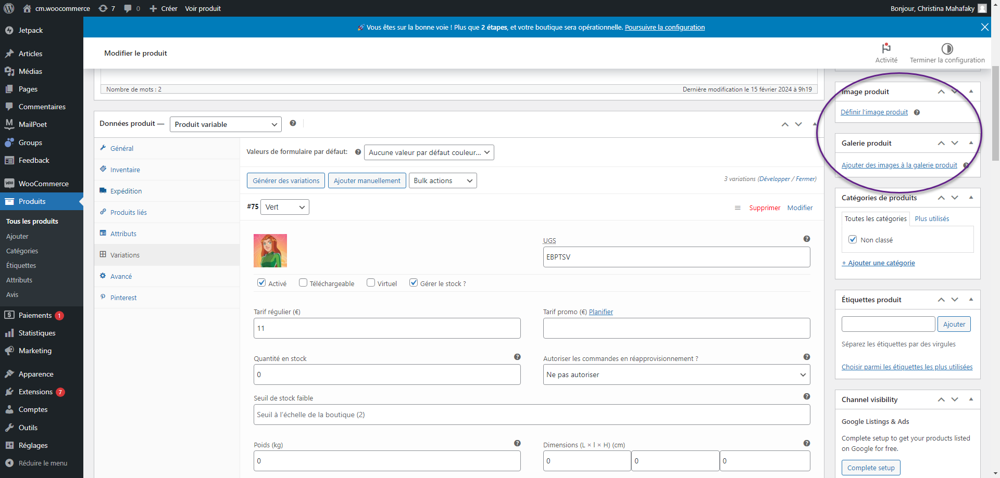 cm.woocommerce
7
0
Créer
Voir produit
Bonjour, Christina Mahafaky
🚀 Vous êtes sur la bonne voie ! Plus que 2 étapes, et votre boutique sera opérationnelle. Poursuivre la configuration
Modifier le produit
Activité
Terminer la configuration
Jetpack
Articles
Médias
Pages
Commentaires
MailPoet
Groups
Feedback
WooCommerce
Produits
Tous les produits
Ajouter
Catégories
Étiquettes
Attributs
Avis
Paiements 1
Statistiques
Marketing
Apparence
Extensions 7
Comptes
Outils
Réglages
Réduire le menu
Nombre de mots : 2
Dernière modification le 15 février 2024 à 9h19
Données produit — Produit variable
Général
Inventaire
Expédition
Produits liés
Attributs
Variations
Avancé
Pinterest
Valeurs de formulaire par défaut: Aucune valeur par défaut couleur...
Générer des variations
Ajouter manuellement
Bulk actions
3 variations (Développer / Fermer)
#75 Vert
Supprimer Modifier
UGS
EBPTSV
Activé
Téléchargeable
Virtuel
Gérer le stock ?
Tarif régulier (€)
11
Tarif promo (€) Planifier
Quantité en stock
0
Autoriser les commandes en réapprovisionnement ?
Ne pas autoriser
Seuil de stock faible
Seuil à l'échelle de la boutique (2)
Poids (kg)
0
Dimensions (L × l × H) (cm)
0
0
0
Image produit
Définir l'image produit
Galerie produit
Ajouter des images à la galerie produit
Catégories de produits
Toutes les catégories
Plus utilisés
Non classé
+ Ajouter une catégorie
Étiquettes produit
Ajouter
Séparez les étiquettes par des virgules
Choisir parmi les étiquettes les plus utilisées
Channel visibility
Google Listings & Ads
Complete setup to get your products listed
on Google for free.
Complete setup